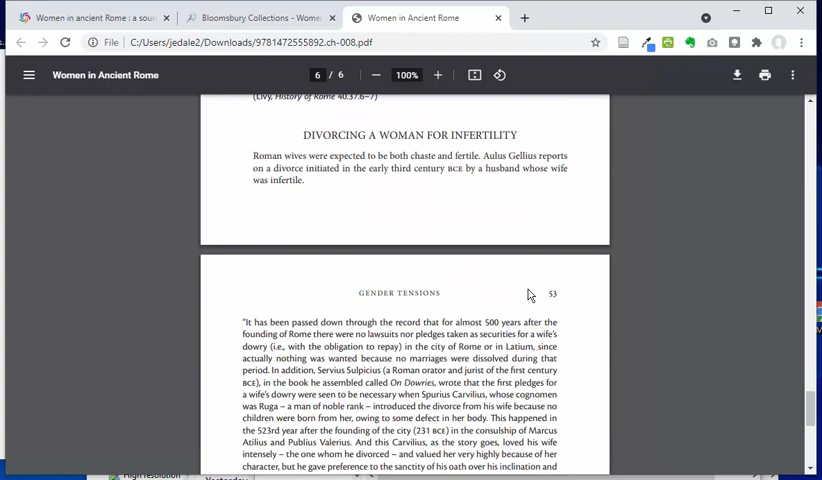 Women in ancient Rome : a sou
Bloomsbury Collections - Wome
Women in Ancient Rome
File
C:/Users/jedale2/Downloads/9781472555892.ch-008.pdf
Women in Ancient Rome
6 / 6
100%
(Livy, History of Rome 40.37.6–7)
DIVORCING A WOMAN FOR INFERTILITY
Roman wives were expected to be both chaste and fertile. Aulus Gellius reports
on a divorce initiated in the early third century BCE by a husband whose wife
was infertile.
GENDER TENSIONS
53
"It has been passed down through the record that for almost 500 years after the
founding of Rome there were no lawsuits nor pledges taken as securities for a wife's
dowry (i.e., with the obligation to repay) in the city of Rome or in Latium, since
actually nothing was wanted because no marriages were dissolved during that
period. In addition, Servius Sulpicius (a Roman orator and jurist of the first century
BCE), in the book he assembled called On Dowries, wrote that the first pledges for
a wife's dowry were seen to be necessary when Spurius Carvilius, whose cognomen
was Ruga – a man of noble rank – introduced the divorce from his wife because no
children were born from her, owing to some defect in her body. This happened in
the 523rd year after the founding of the city (231 BCE) in the consulship of Marcus
Atilius and Publius Valerius. And this Carvilius, as the story goes, loved his wife
intensely – the one whom he divorced – and valued her very highly because of her
character, but he gave preference to the sanctity of his oath over his inclination and
High resolution
Yesterday